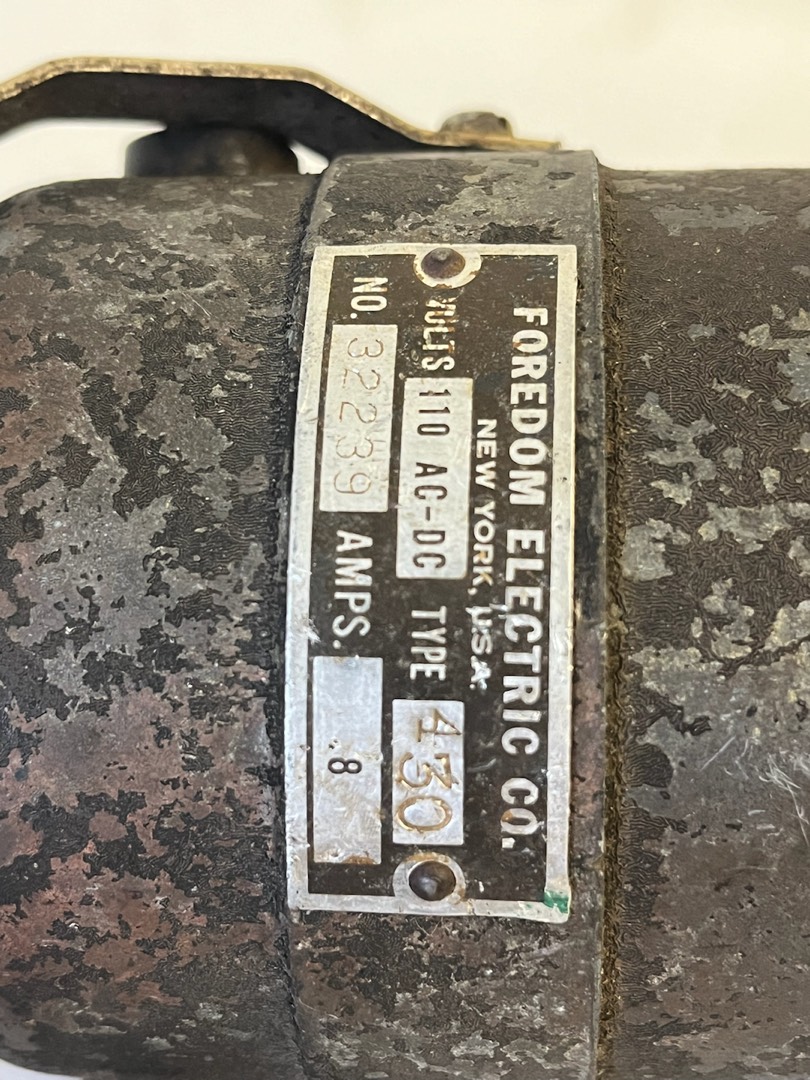 FOREDOM ELECTRIC CO.
NEW YORK, U.S.A.
VOLTS 110 AC-DC TYPE 430
NO. 32239 AMPS. .8